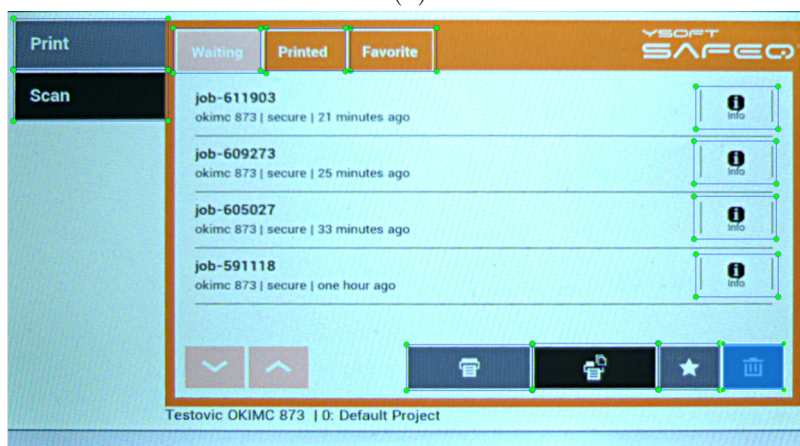 Print
Scan
Waiting
Printed
Favorite
YSOFT
SAFEQ
job-611903
okimc 873 | secure | 21 minutes ago
Info
job-609273
okimc 873 | secure | 25 minutes ago
Info
job-605027
okimc 873 | secure | 33 minutes ago
Info
job-591118
okimc 873 | secure | one hour ago
Info
Testovic OKIMC 873 | 0: Default Project